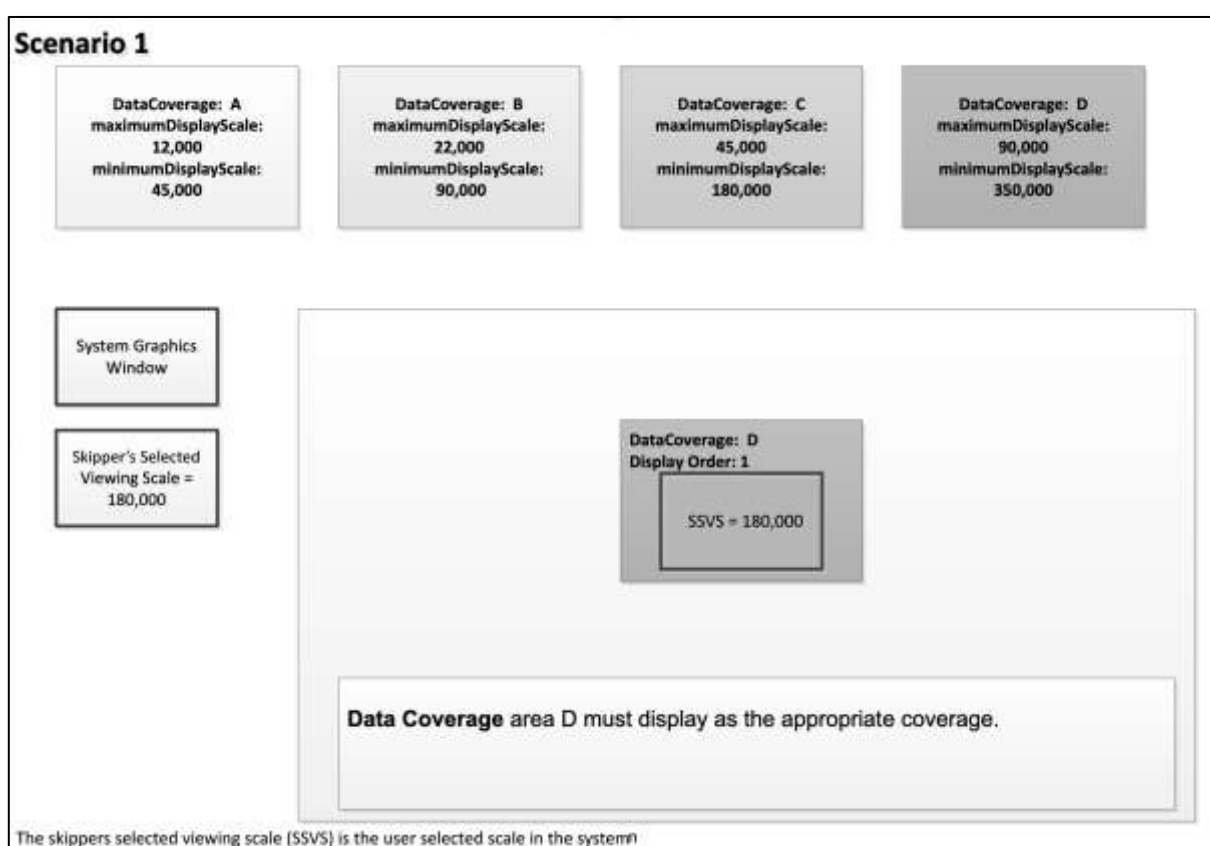 Scenario 1
DataCoverage: A
maximumDisplayScale:
12,000
minimumDisplayScale:
45,000
DataCoverage: B
maximumDisplayScale:
22,000
minimumDisplayScale:
90,000
DataCoverage: C
maximumDisplayScale:
45,000
minimumDisplayScale:
180,000
DataCoverage: D
maximumDisplayScale:
90,000
minimumDisplayScale:
350,000
System Graphics
Window
Skipper's Selected
Viewing Scale =
180,000
DataCoverage: D
Display Order: 1
SSVS = 180,000
Data Coverage area D must display as the appropriate coverage.
The skippers selected viewing scale (SSVS) is the user selected scale in the systemn